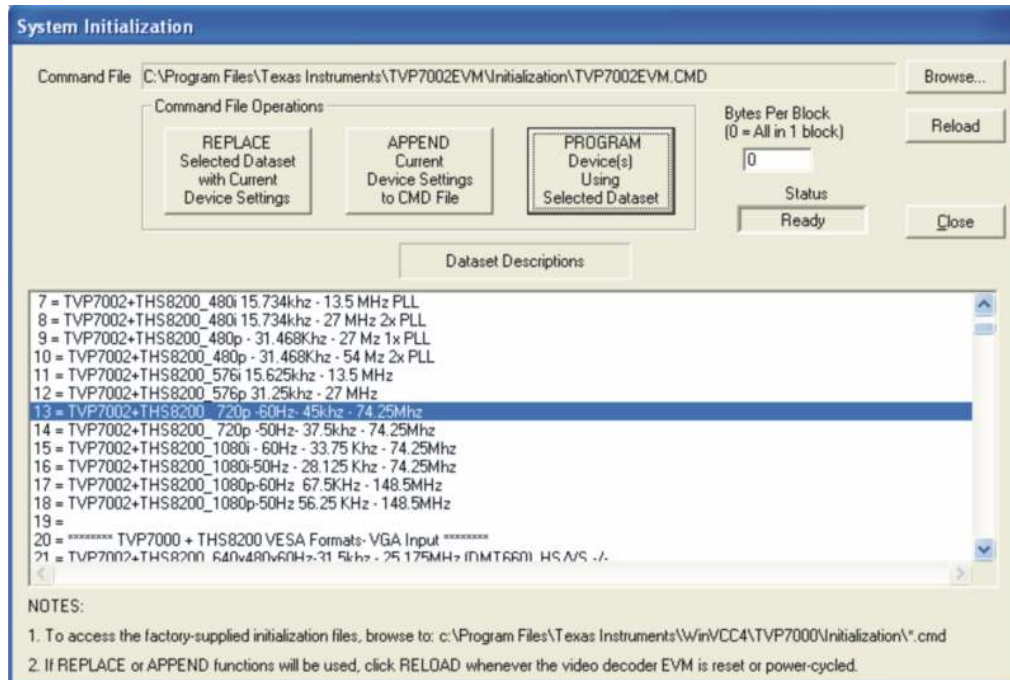 System Initialization
Command File C:\Program Files\Texas Instruments\TVP7002EVM\Initialization\TVP7002EVM.CMD Browse...
Command File Operations
REPLACE
Selected Dataset
with Current
Device Settings
APPEND
Current
Device Settings
to CMD File
PROGRAM
Device(s)
Using
Selected Dataset
Bytes Per Block
(0 = All in 1 block)
0
Reload
Status
Ready
Close
Dataset Descriptions
7 = TVP7002+THS8200_480i 15.734khz - 13.5 MHz PLL
8 = TVP7002+THS8200_480i 15.734khz - 27 MHz 2x PLL
9 = TVP7002+THS8200_480p - 31.468Khz - 27 Mz 1x PLL
10 = TVP7002+THS8200_480p - 31.468Khz - 54 Mz 2x PLL
11 = TVP7002+THS8200_576i 15.625khz - 13.5 MHz
12 = TVP7002+THS8200_576p 31.25khz - 27 MHz
13 = TVP7002+THS8200_ 720p -60Hz- 45khz - 74.25Mhz
14 = TVP7002+THS8200_ 720p -50Hz- 37.5khz - 74.25Mhz
15 = TVP7002+THS8200_1080i - 60Hz - 33.75 Khz - 74.25Mhz
16 = TVP7002+THS8200_1080i-50Hz - 28.125 Khz - 74.25Mhz
17 = TVP7002+THS8200_1080p-60Hz 67.5KHz - 148.5MHz
18 = TVP7002+THS8200_1080p-50Hz 56.25 KHz - 148.5MHz
19 =
20 = ******** TVP7000 + THS8200 VESA Formats- VGA Input ********
21 = TVP7002+THS8200_640x480x60Hz-31.5khz - 25.175MHz (DMT660) HS/VS -/-
NOTES:
1. To access the factory-supplied initialization files, browse to: c:\Program Files\Texas Instruments\WinVCC4\TVP7000\Initialization\*.cmd
2. If REPLACE or APPEND functions will be used, click RELOAD whenever the video decoder EVM is reset or power-cycled.